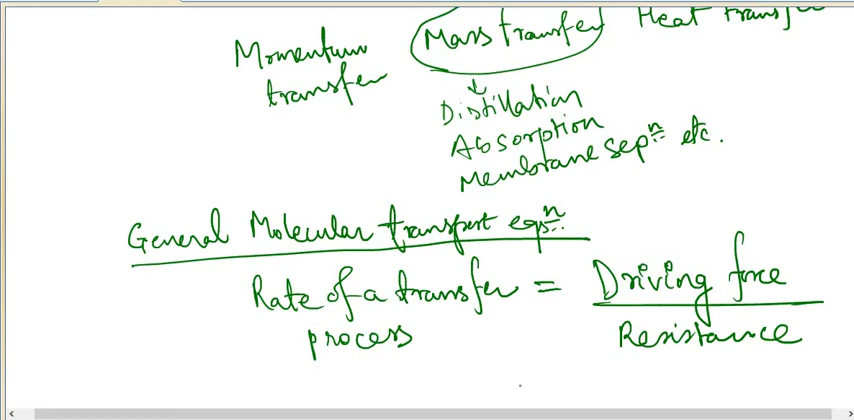 Momentum transfer
Mass transfer
Heat transfe
↓
Distillation
Absorption
Membrane sepⁿ etc.
General Molecular transport eqⁿ:
Rate of a transfer process = Driving force / Resistance